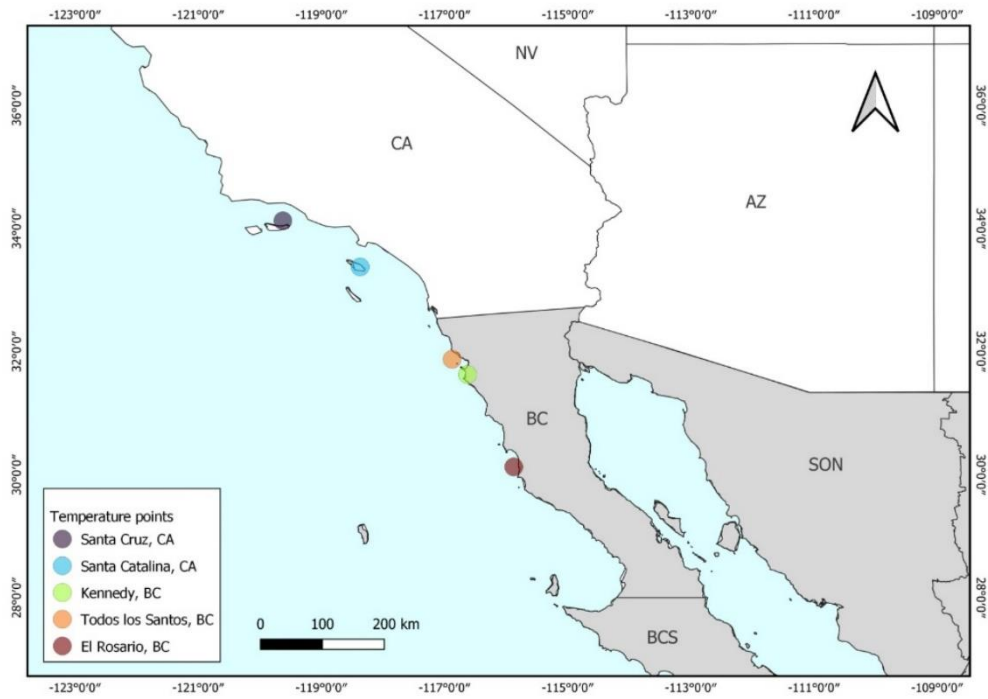 -123°0'0" -121°0'0" -119°0'0" -117°0'0" -115°0'0" -113°0'0" -111°0'0" -109°0'0"
NV
36°0'0" 36°0'0"
CA
AZ
34°0'0" 34°0'0"
32°0'0" 32°0'0"
BC
SON
30°0'0" 30°0'0"
Temperature points
Santa Cruz, CA
Santa Catalina, CA
Kennedy, BC
Todos los Santos, BC
El Rosario, BC
28°0'0" 28°0'0"
0 100 200 km
BCS
-123°0'0" -121°0'0" -119°0'0" -117°0'0" -115°0'0" -113°0'0" -111°0'0" -109°0'0"